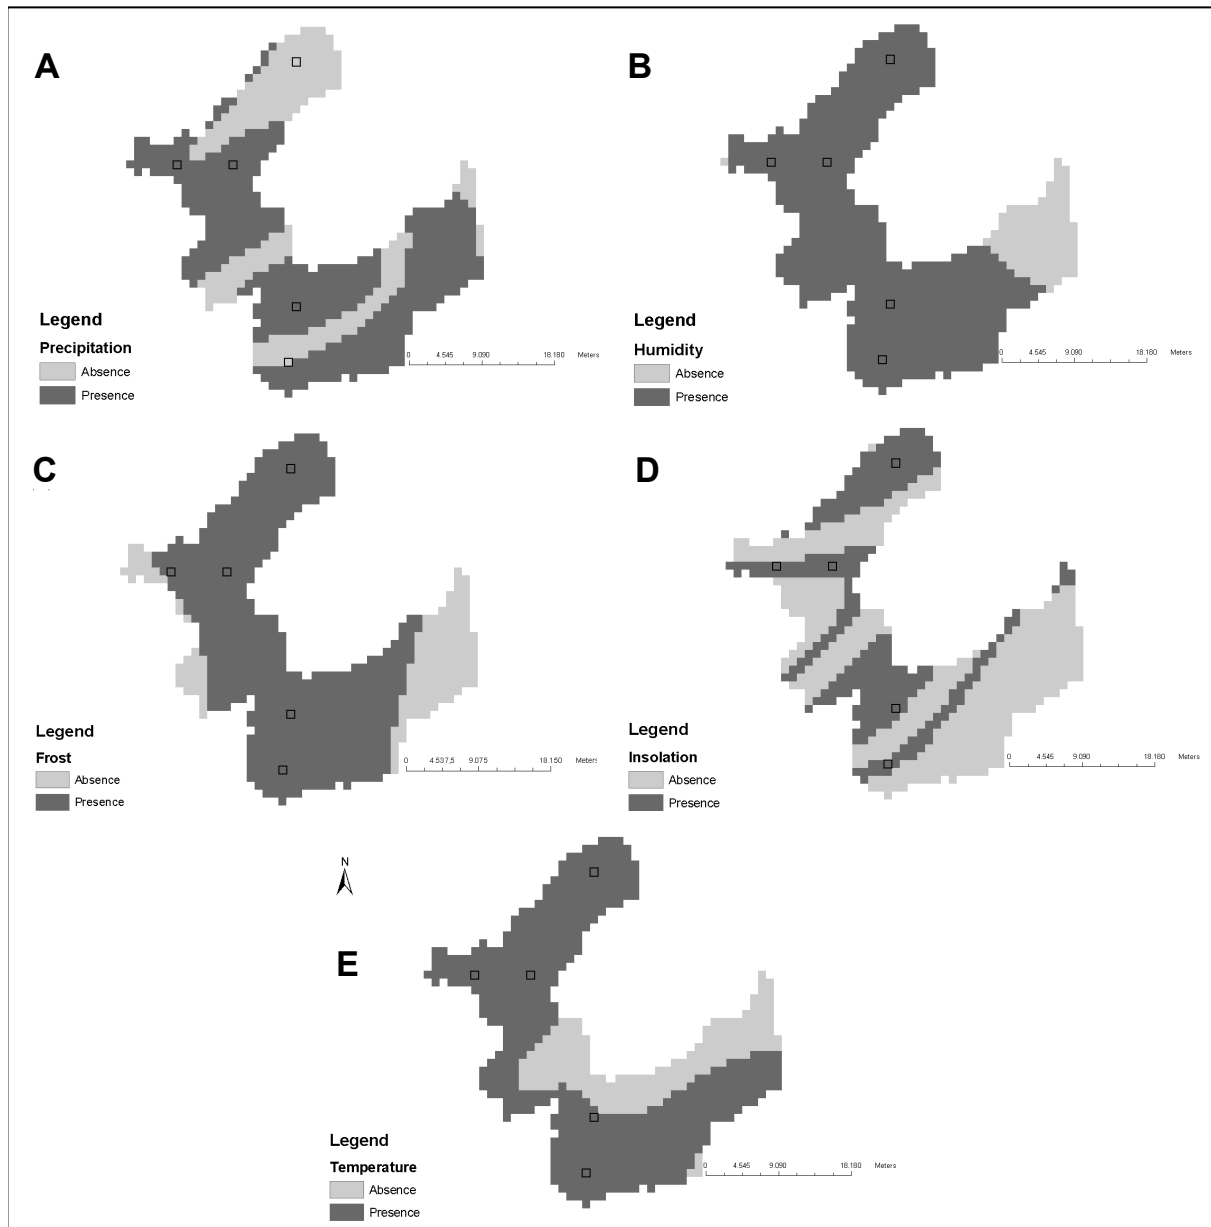 A
Legend
Precipitation
Absence
Presence
0 4.545 9.090 18.180 Meters
B
Legend
Humidity
Absence
Presence
0 4.545 9.090 18.180 Meters
C
Legend
Frost
Absence
Presence
0 4.537,5 9.075 18.150 Meters
D
Legend
Insolation
Absence
Presence
0 4.545 9.090 18.180 Meters
N
E
Legend
Temperature
Absence
Presence
0 4.545 9.090 18.180 Meters